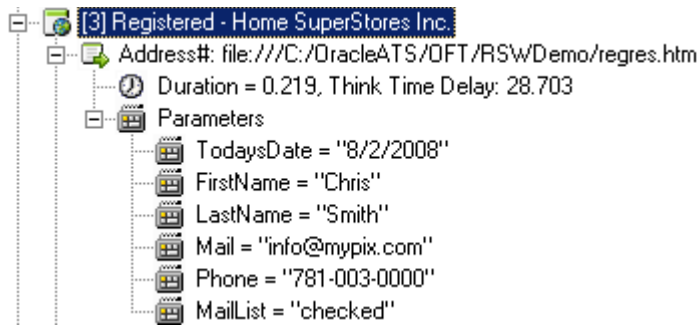 [3] Registered - Home SuperStores Inc.
Address#: file:///C:/OracleATS/OFT/RSWDemo/regres.htm
Duration = 0.219, Think Time Delay: 28.703
Parameters
TodaysDate = "8/2/2008"
FirstName = "Chris"
LastName = "Smith"
Mail = "info@mypix.com"
Phone = "781-003-0000"
MailList = "checked"